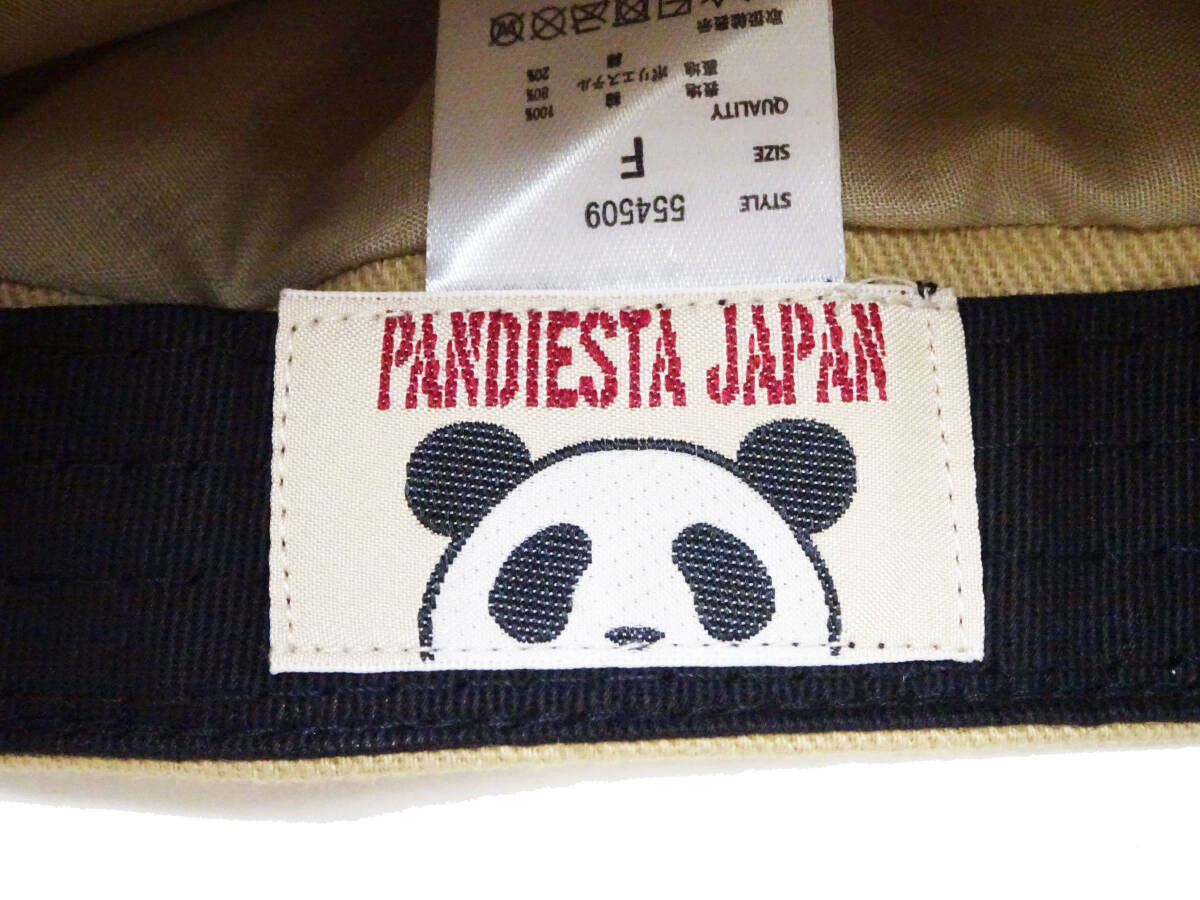 PANDIESTA JAPAN
STYLE 554509
SIZE F
QUALITY
表地 綿 100%
裏地 ポリエステル 80%
綿 20%
取扱絵表示
W